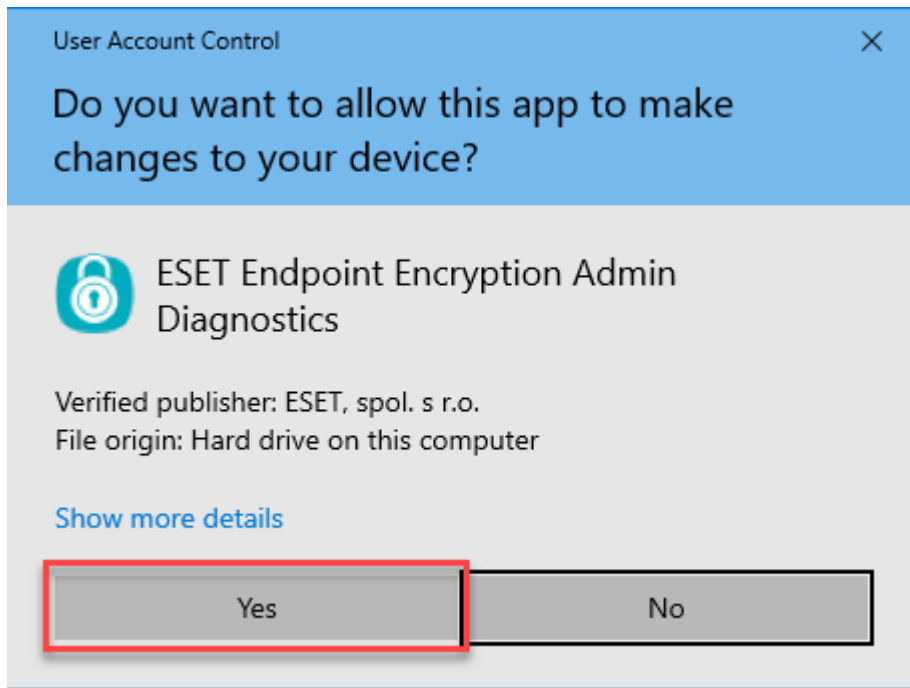 User Account Control
Do you want to allow this app to make
changes to your device?
ESET Endpoint Encryption Admin
Diagnostics
Verified publisher: ESET, spol. s r.o.
File origin: Hard drive on this computer
Show more details
Yes
No